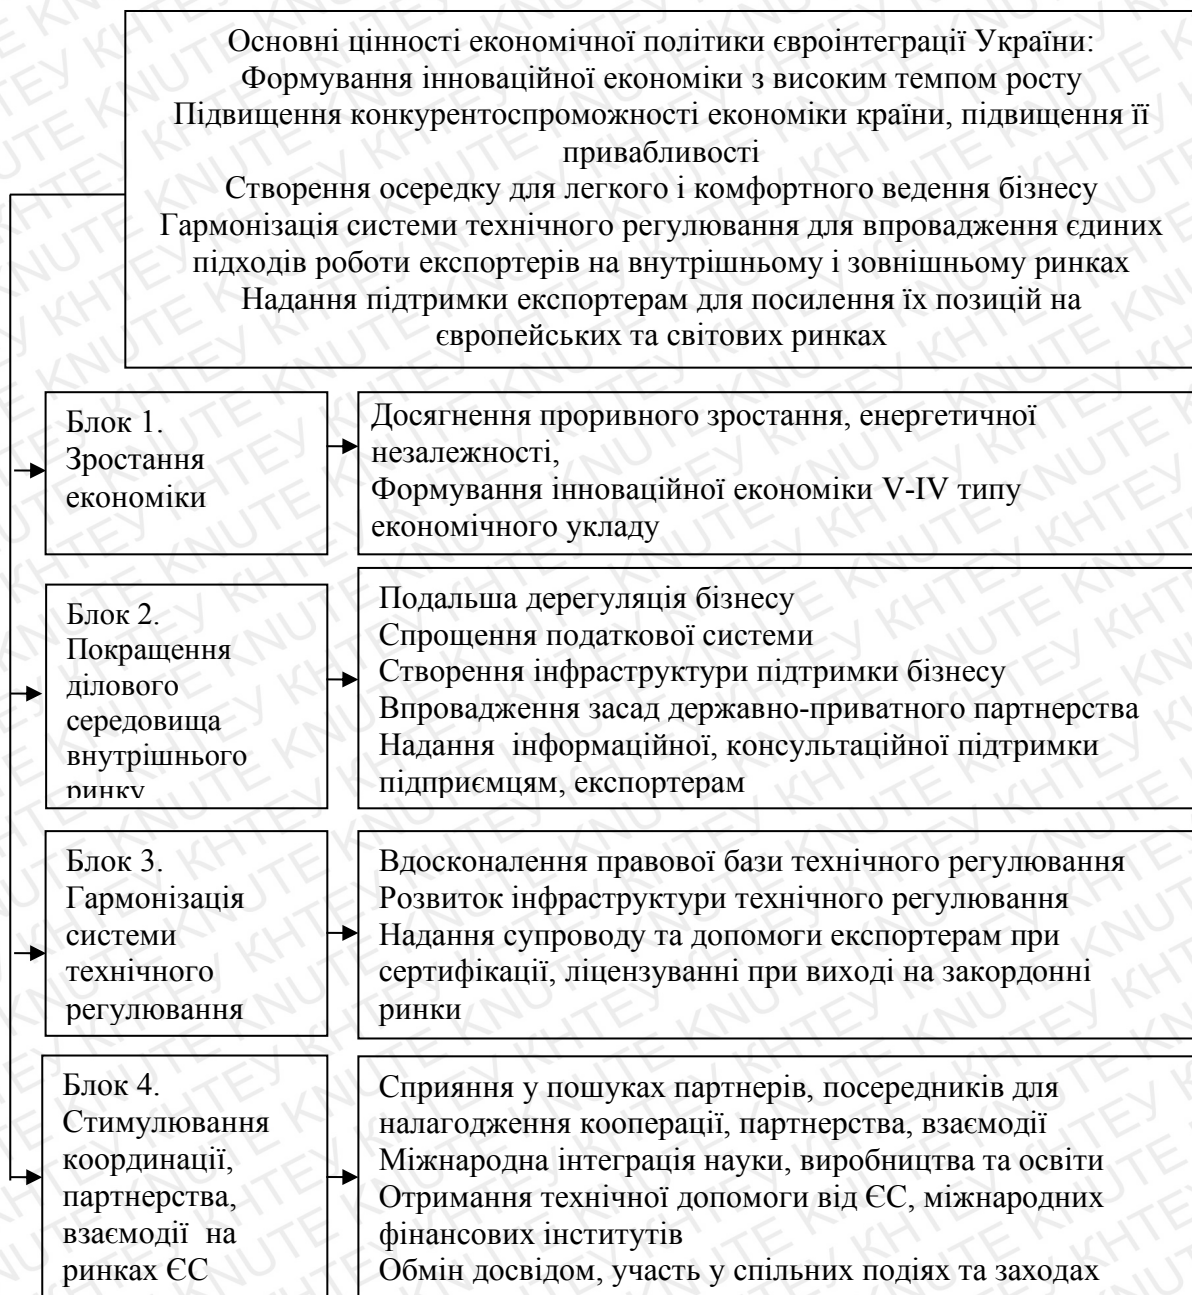 Основні цінності економічної політики євроінтеграції України:
Формування інноваційної економіки з високим темпом росту
Підвищення конкурентоспроможності економіки країни, підвищення її
привабливості
Створення осередку для легкого і комфортного ведення бізнесу
Гармонізація системи технічного регулювання для впровадження єдиних
підходів роботи експортерів на внутрішньому і зовнішньому ринках
Надання підтримки експортерам для посилення їх позицій на
європейських та світових ринках
Блок 1.
Зростання
економіки
Досягнення проривного зростання, енергетичної
незалежності,
Формування інноваційної економіки V-IV типу
економічного укладу
Блок 2.
Покращення
ділового
середовища
внутрішнього
ринку
Подальша дерегуляція бізнесу
Спрощення податкової системи
Створення інфраструктури підтримки бізнесу
Впровадження засад державно-приватного партнерства
Надання інформаційної, консультаційної підтримки
підприємцям, експортерам
Блок 3.
Гармонізація
системи
технічного
регулювання
Вдосконалення правової бази технічного регулювання
Розвиток інфраструктури технічного регулювання
Надання супроводу та допомоги експортерам при
сертифікації, ліцензуванні при виході на закордонні
ринки
Блок 4.
Стимулювання
координації,
партнерства,
взаємодії на
ринках ЄС
Сприяння у пошуках партнерів, посередників для
налагодження кооперації, партнерства, взаємодії
Міжнародна інтеграція науки, виробництва та освіти
Отримання технічної допомоги від ЄС, міжнародних
фінансових інститутів
Обмін досвідом, участь у спільних подіях та заходах